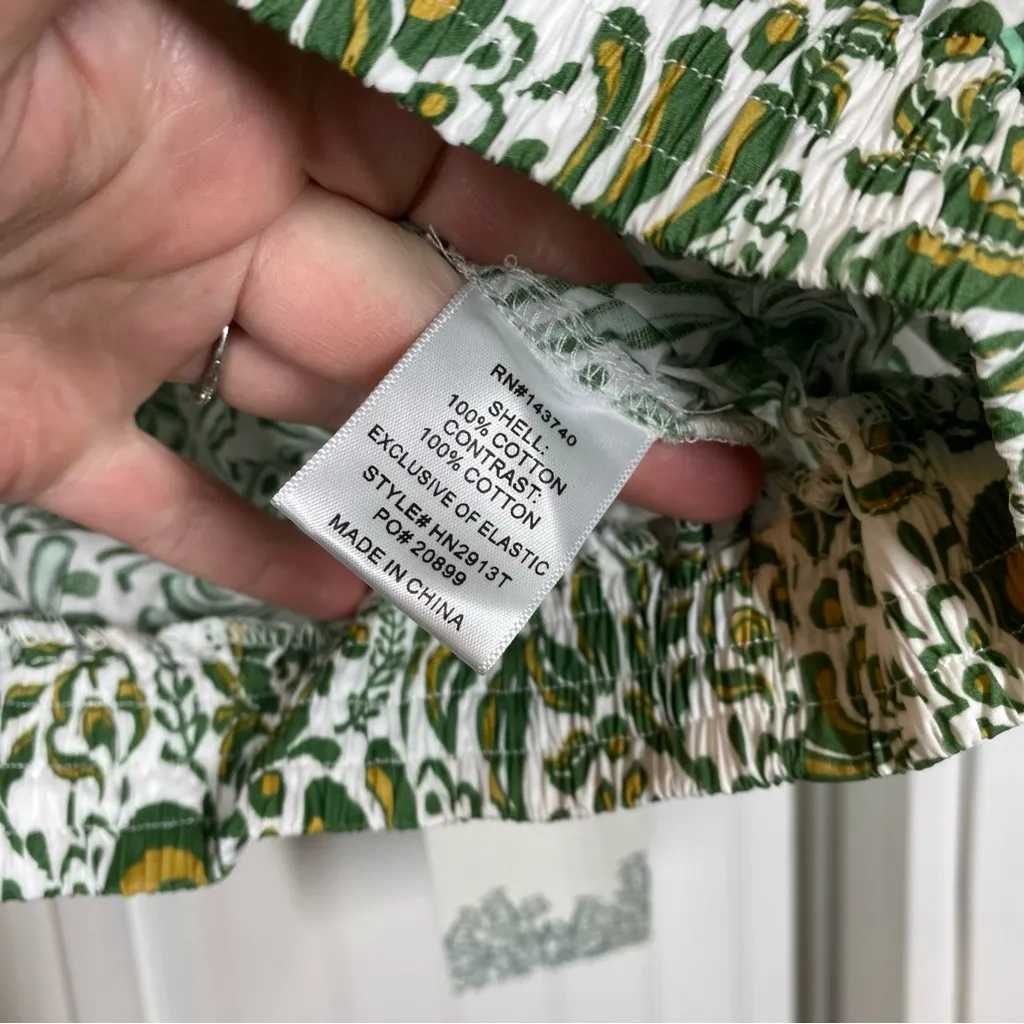 RN#143740
SHELL:
100% COTTON
CONTRAST:
100% COTTON
EXCLUSIVE OF ELASTIC
STYLE# HN2913T
PO# 20899
MADE IN CHINA